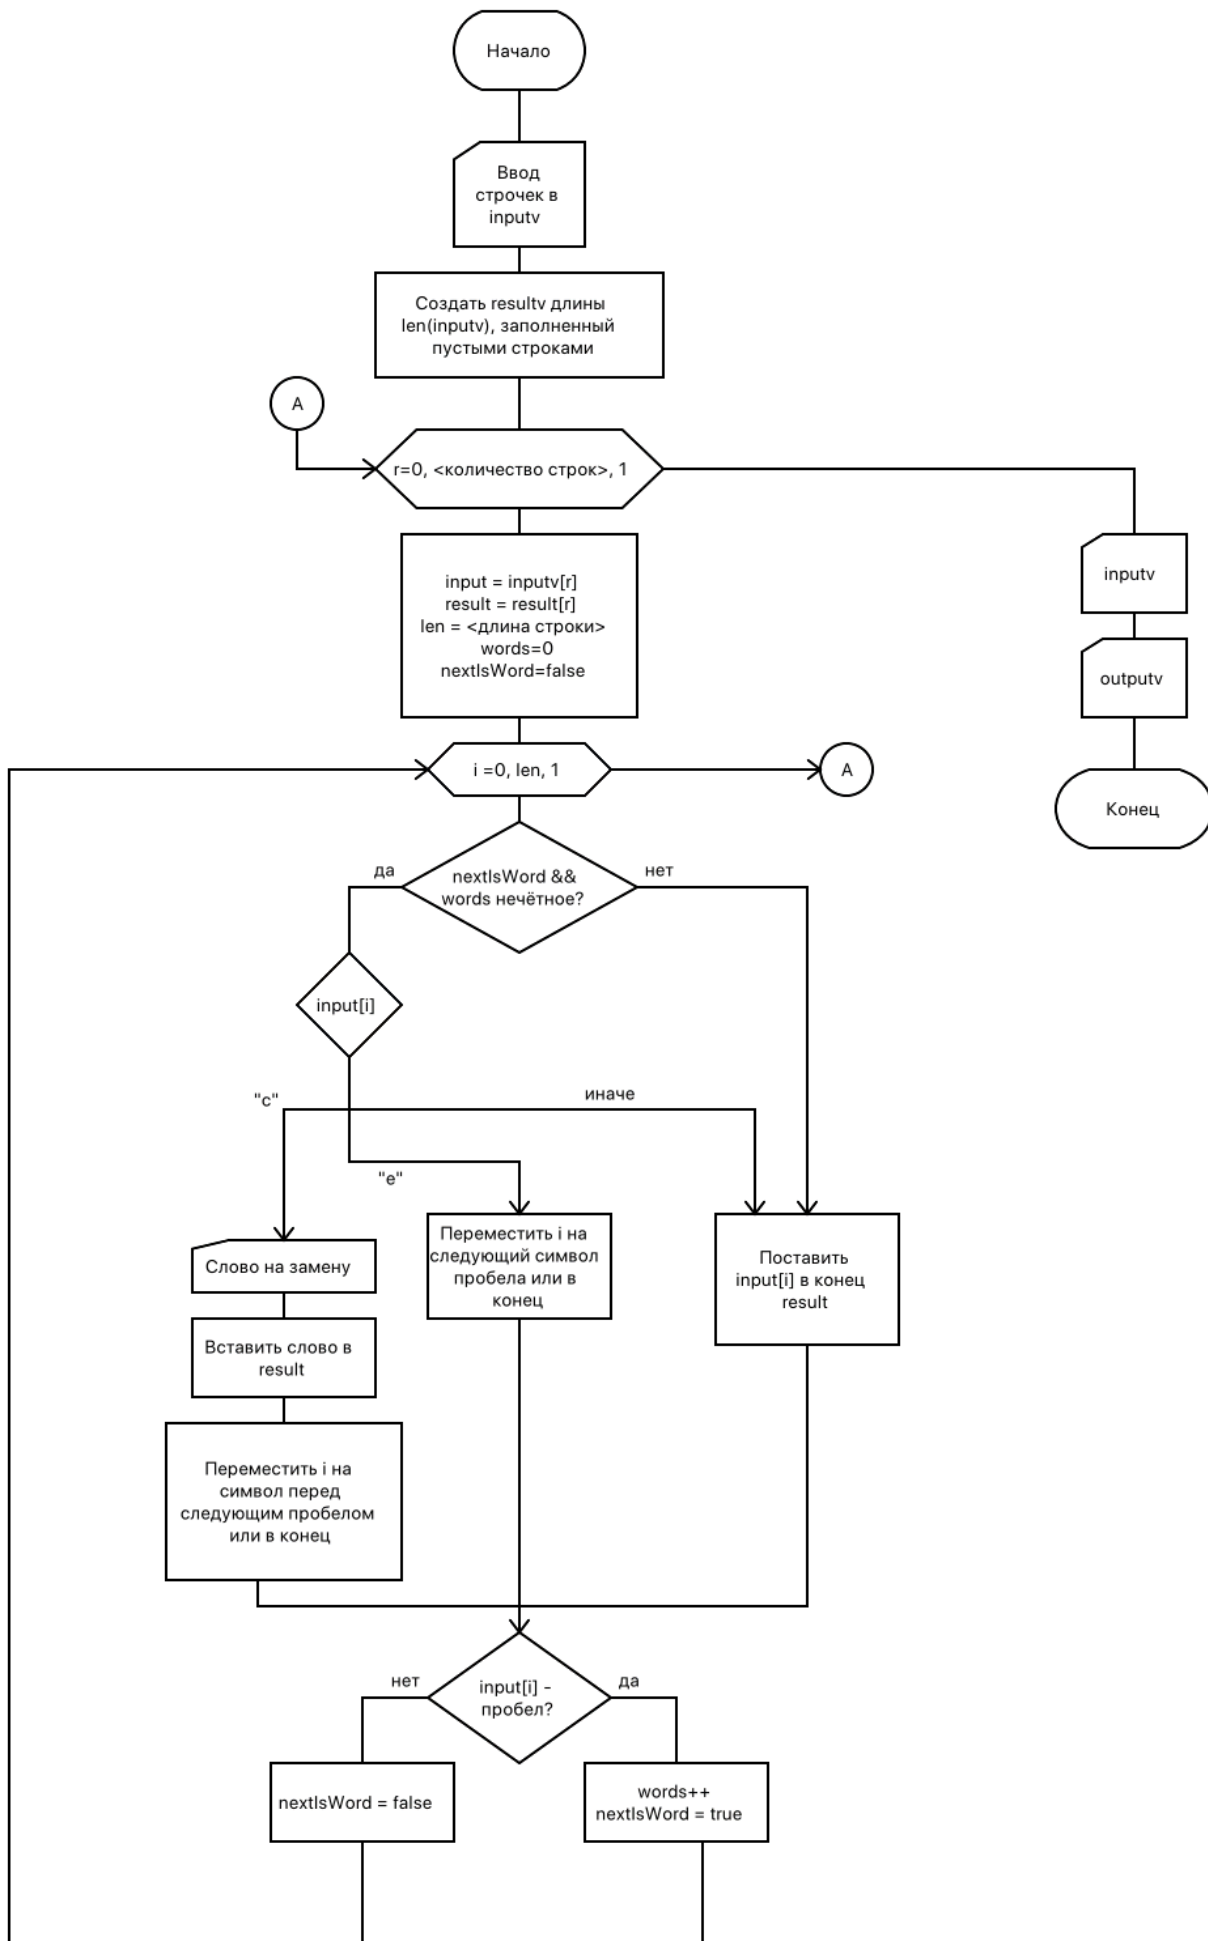 Начало
Ввод
строчек в
inputv
Создать resultv длины
len(inputv), заполненный
пустыми строками
A
r=0, <количество строк>, 1
input = inputv[r]
result = result[r]
len = <длина строки>
words=0
nextIsWord=false
inputv
outputv
Конец
i =0, len, 1
A
да
nextIsWord &&
words нечётное?
нет
input[i]
"с"
иначе
"е"
Слово на замену
Вставить слово в
result
Переместить i на
символ перед
следующим пробелом
или в конец
Переместить i на
следующий символ
пробела или в
конец
Поставить
input[i] в конец
result
нет
input[i] -
пробел?
да
nextIsWord = false
words++
nextIsWord = true